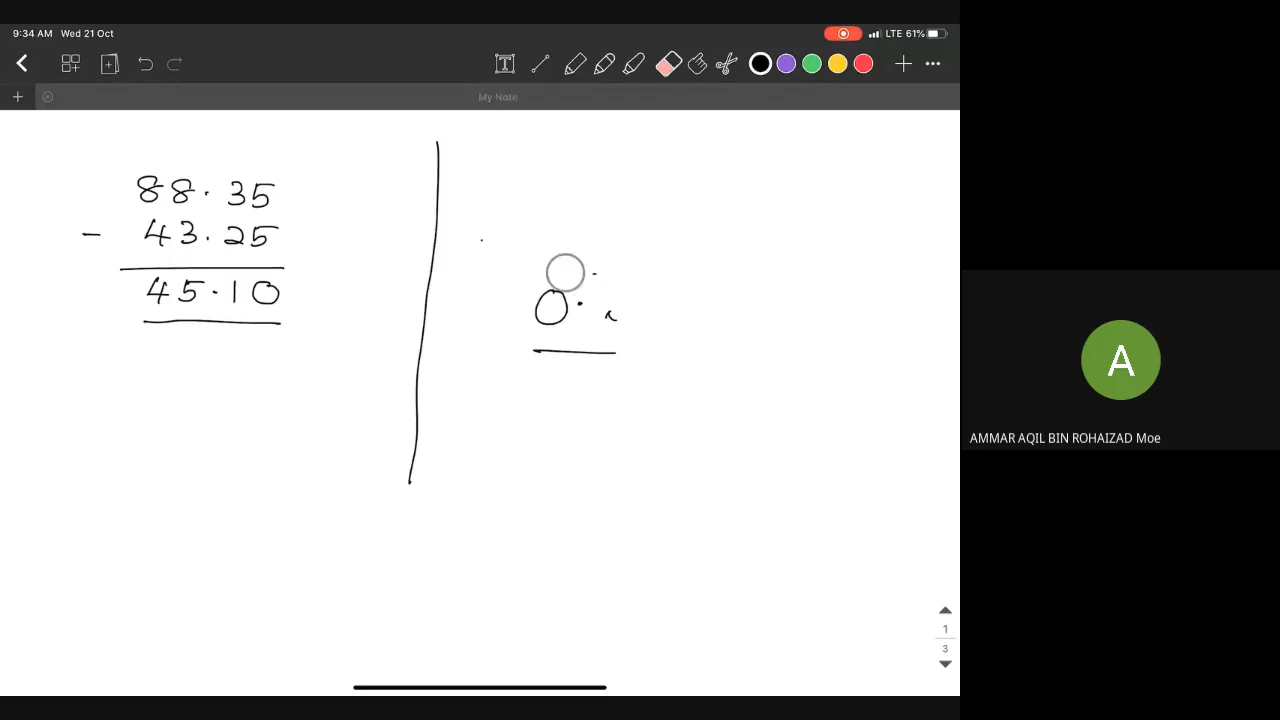 9:34 AM Wed 21 Oct
LTE 61%
My Note
88.35
- 43.25
45.10
0.
1
3
A
AMMAR AQIL BIN ROHAIZAD Moe